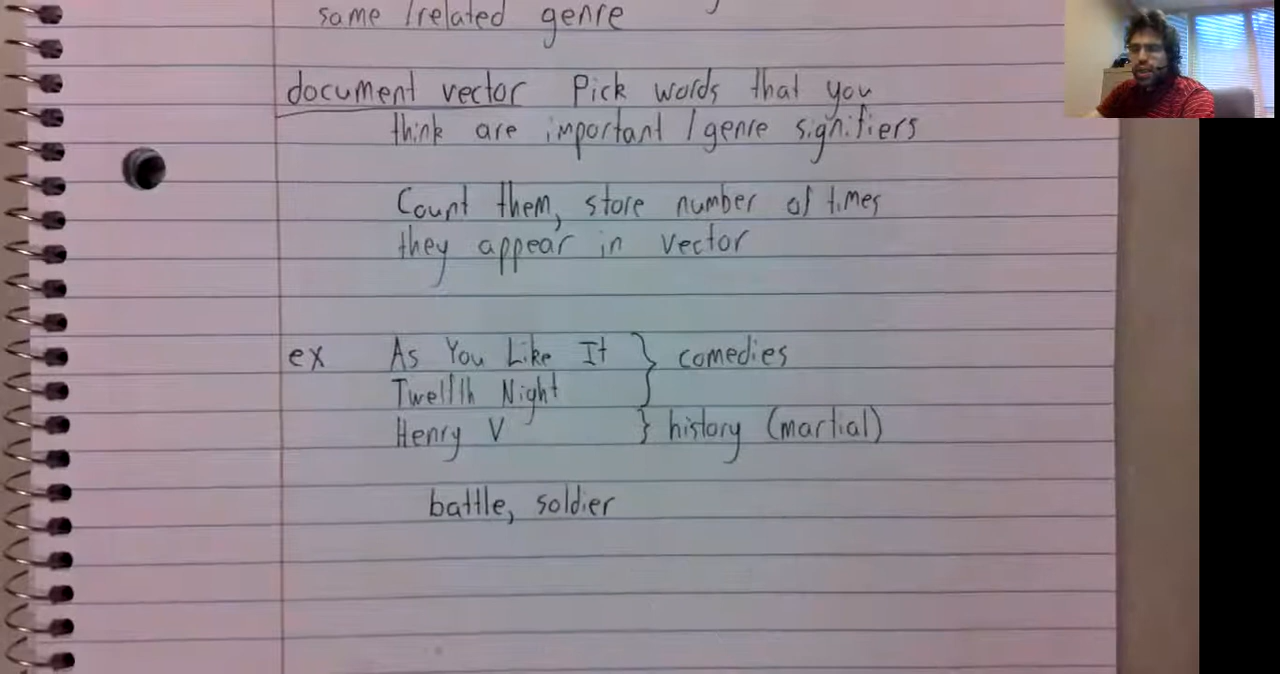 same / related genre
document vector Pick words that you
think are important / genre signifiers
Count them, store number of times
they appear in vector
ex As You Like It } comedies
Twelfth Night
Henry V } history (martial)
battle, soldier